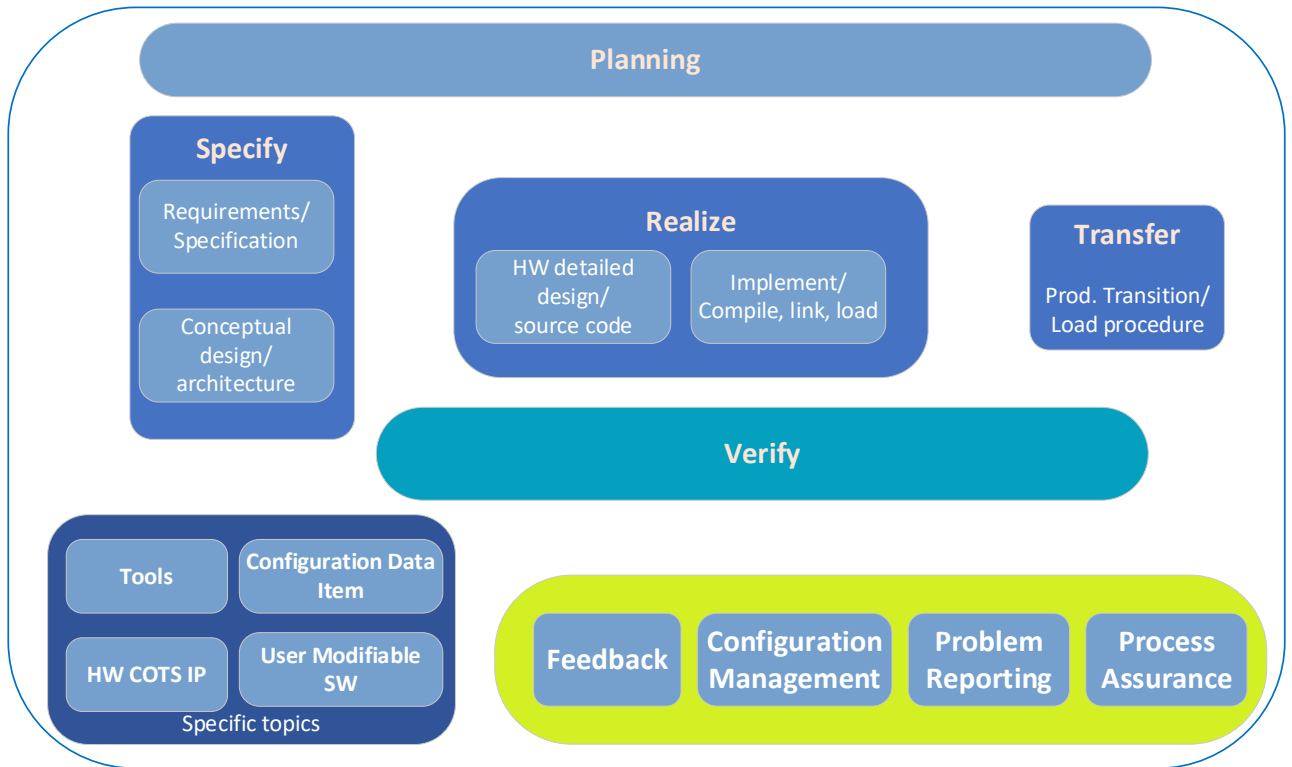 Planning
Specify
Requirements/
Specification
Conceptual
design/
architecture
Realize
HW detailed
design/
source code
Implement/
Compile, link, load
Transfer
Prod. Transition/
Load procedure
Verify
Tools
Configuration Data
Item
HW COTS IP
User Modifiable
SW
Specific topics
Feedback
Configuration
Management
Problem
Reporting
Process
Assurance